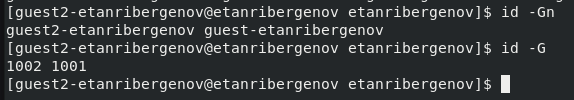 [guest2-etanribergenov@etanribergenov etanribergenov]$ id -Gn
guest2-etanribergenov guest-etanribergenov
[guest2-etanribergenov@etanribergenov etanribergenov]$ id -G
1002 1001
[guest2-etanribergenov@etanribergenov etanribergenov]$